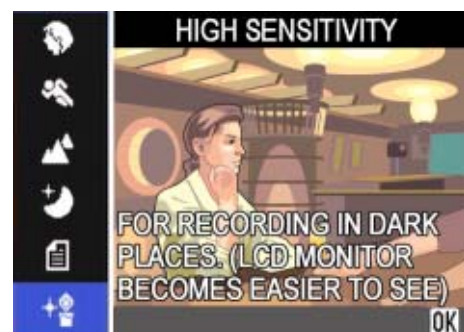 HIGH SENSITIVITY
FOR RECORDING IN DARK
PLACES. (LCD MONITOR
BECOMES EASIER TO SEE)
OK